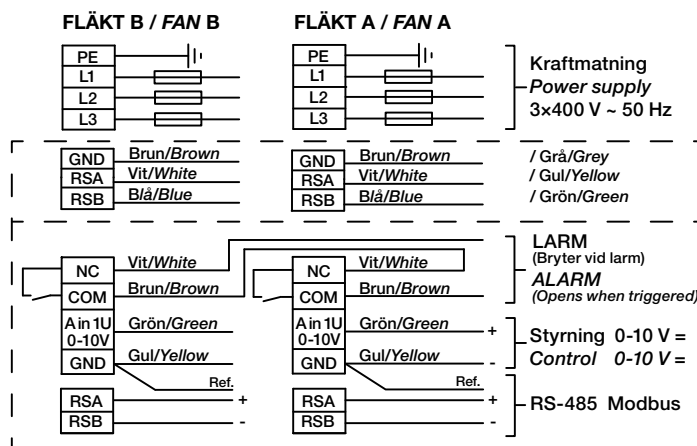 FLÄKT B / FAN B
FLÄKT A / FAN A
PE
L1
L2
L3
PE
L1
L2
L3
Kraftmatning
Power supply
3×400 V ~ 50 Hz
GND Brun/Brown
RSA Vit/White
RSB Blå/Blue
GND Brun/Brown
RSA Vit/White
RSB Blå/Blue
/ Grå/Grey
/ Gul/Yellow
/ Grön/Green
NC Vit/White
COM Brun/Brown
A in 1U Grön/Green
0-10V
GND Gul/Yellow
Ref.
RSA +
RSB -
NC Vit/White
COM Brun/Brown
A in 1U Grön/Green +
0-10V
GND Gul/Yellow -
Ref.
RSA +
RSB -
LARM
(Bryter vid larm)
ALARM
(Opens when triggered)
Styrning 0-10 V =
Control 0-10 V =
RS-485 Modbus